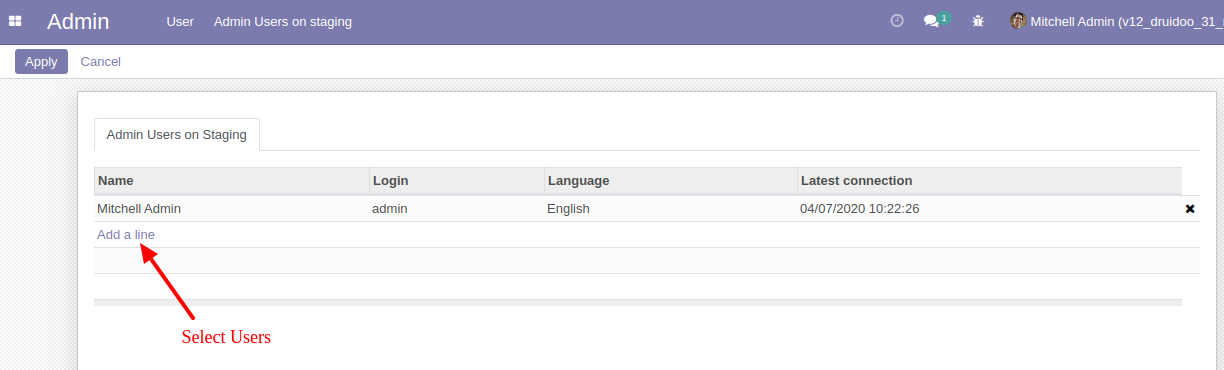 Admin User Admin Users on staging 1 Mitchell Admin (v12_druidoo_31_
Apply Cancel
Admin Users on Staging
Name Login Language Latest connection
Mitchell Admin admin English 04/07/2020 10:22:26
Add a line
Select Users